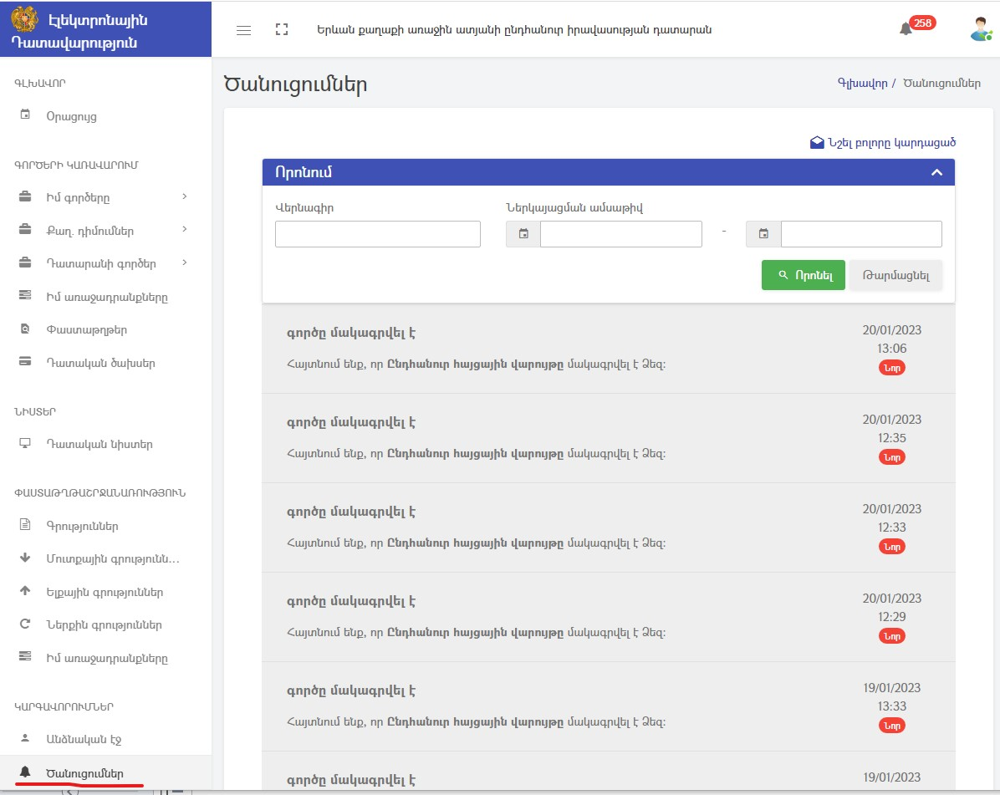 Էլեկտրոնային
Դատավարություն
Երևան քաղաքի առաջին ատյանի ընդհանուր իրավասության դատարան
258
ԳԼԽԱՎՈՐ
Օրացույց
ԳՈՐԾԵՐԻ ԿԱՌԱՎԱՐՈՒՄ
Իմ գործերը
Քաղ. դիմումներ
Դատարանի գործեր
Իմ առաջադրանքները
Փաստաթղթեր
Դատական ծախսեր
ՆԻՍՏԵՐ
Դատական նիստեր
ՓԱՍՏԱԹՂԹԱՇՐՋԱՆԱՌՈՒԹՅՈՒՆ
Գրություններ
Մուտքային գրությունն...
Ելքային գրություններ
Ներքին գրություններ
Իմ առաջադրանքները
ԿԱՐԳԱՎՈՐՈՒՄՆԵՐ
Անձնական էջ
Ծանուցումներ
Ծանուցումներ
Գլխավոր / Ծանուցումներ
Նշել բոլորը կարդացած
Որոնում
Վերնագիր
Ներկայացման ամսաթիվ
-
Որոնել
Թարմացնել
գործը մակագրվել է
Հայտնում ենք, որ Ընդհանուր հայցային վարույթը մակագրվել է Ձեզ:
20/01/2023
13:06
Նոր
գործը մակագրվել է
Հայտնում ենք, որ Ընդհանուր հայցային վարույթը մակագրվել է Ձեզ:
20/01/2023
12:35
Նոր
գործը մակագրվել է
Հայտնում ենք, որ Ընդհանուր հայցային վարույթը մակագրվել է Ձեզ:
20/01/2023
12:33
Նոր
գործը մակագրվել է
Հայտնում ենք, որ Ընդհանուր հայցային վարույթը մակագրվել է Ձեզ:
20/01/2023
12:29
Նոր
գործը մակագրվել է
Հայտնում ենք, որ Ընդհանուր հայցային վարույթը մակագրվել է Ձեզ:
19/01/2023
13:33
Նոր
գործը մակագրվել է
19/01/2023